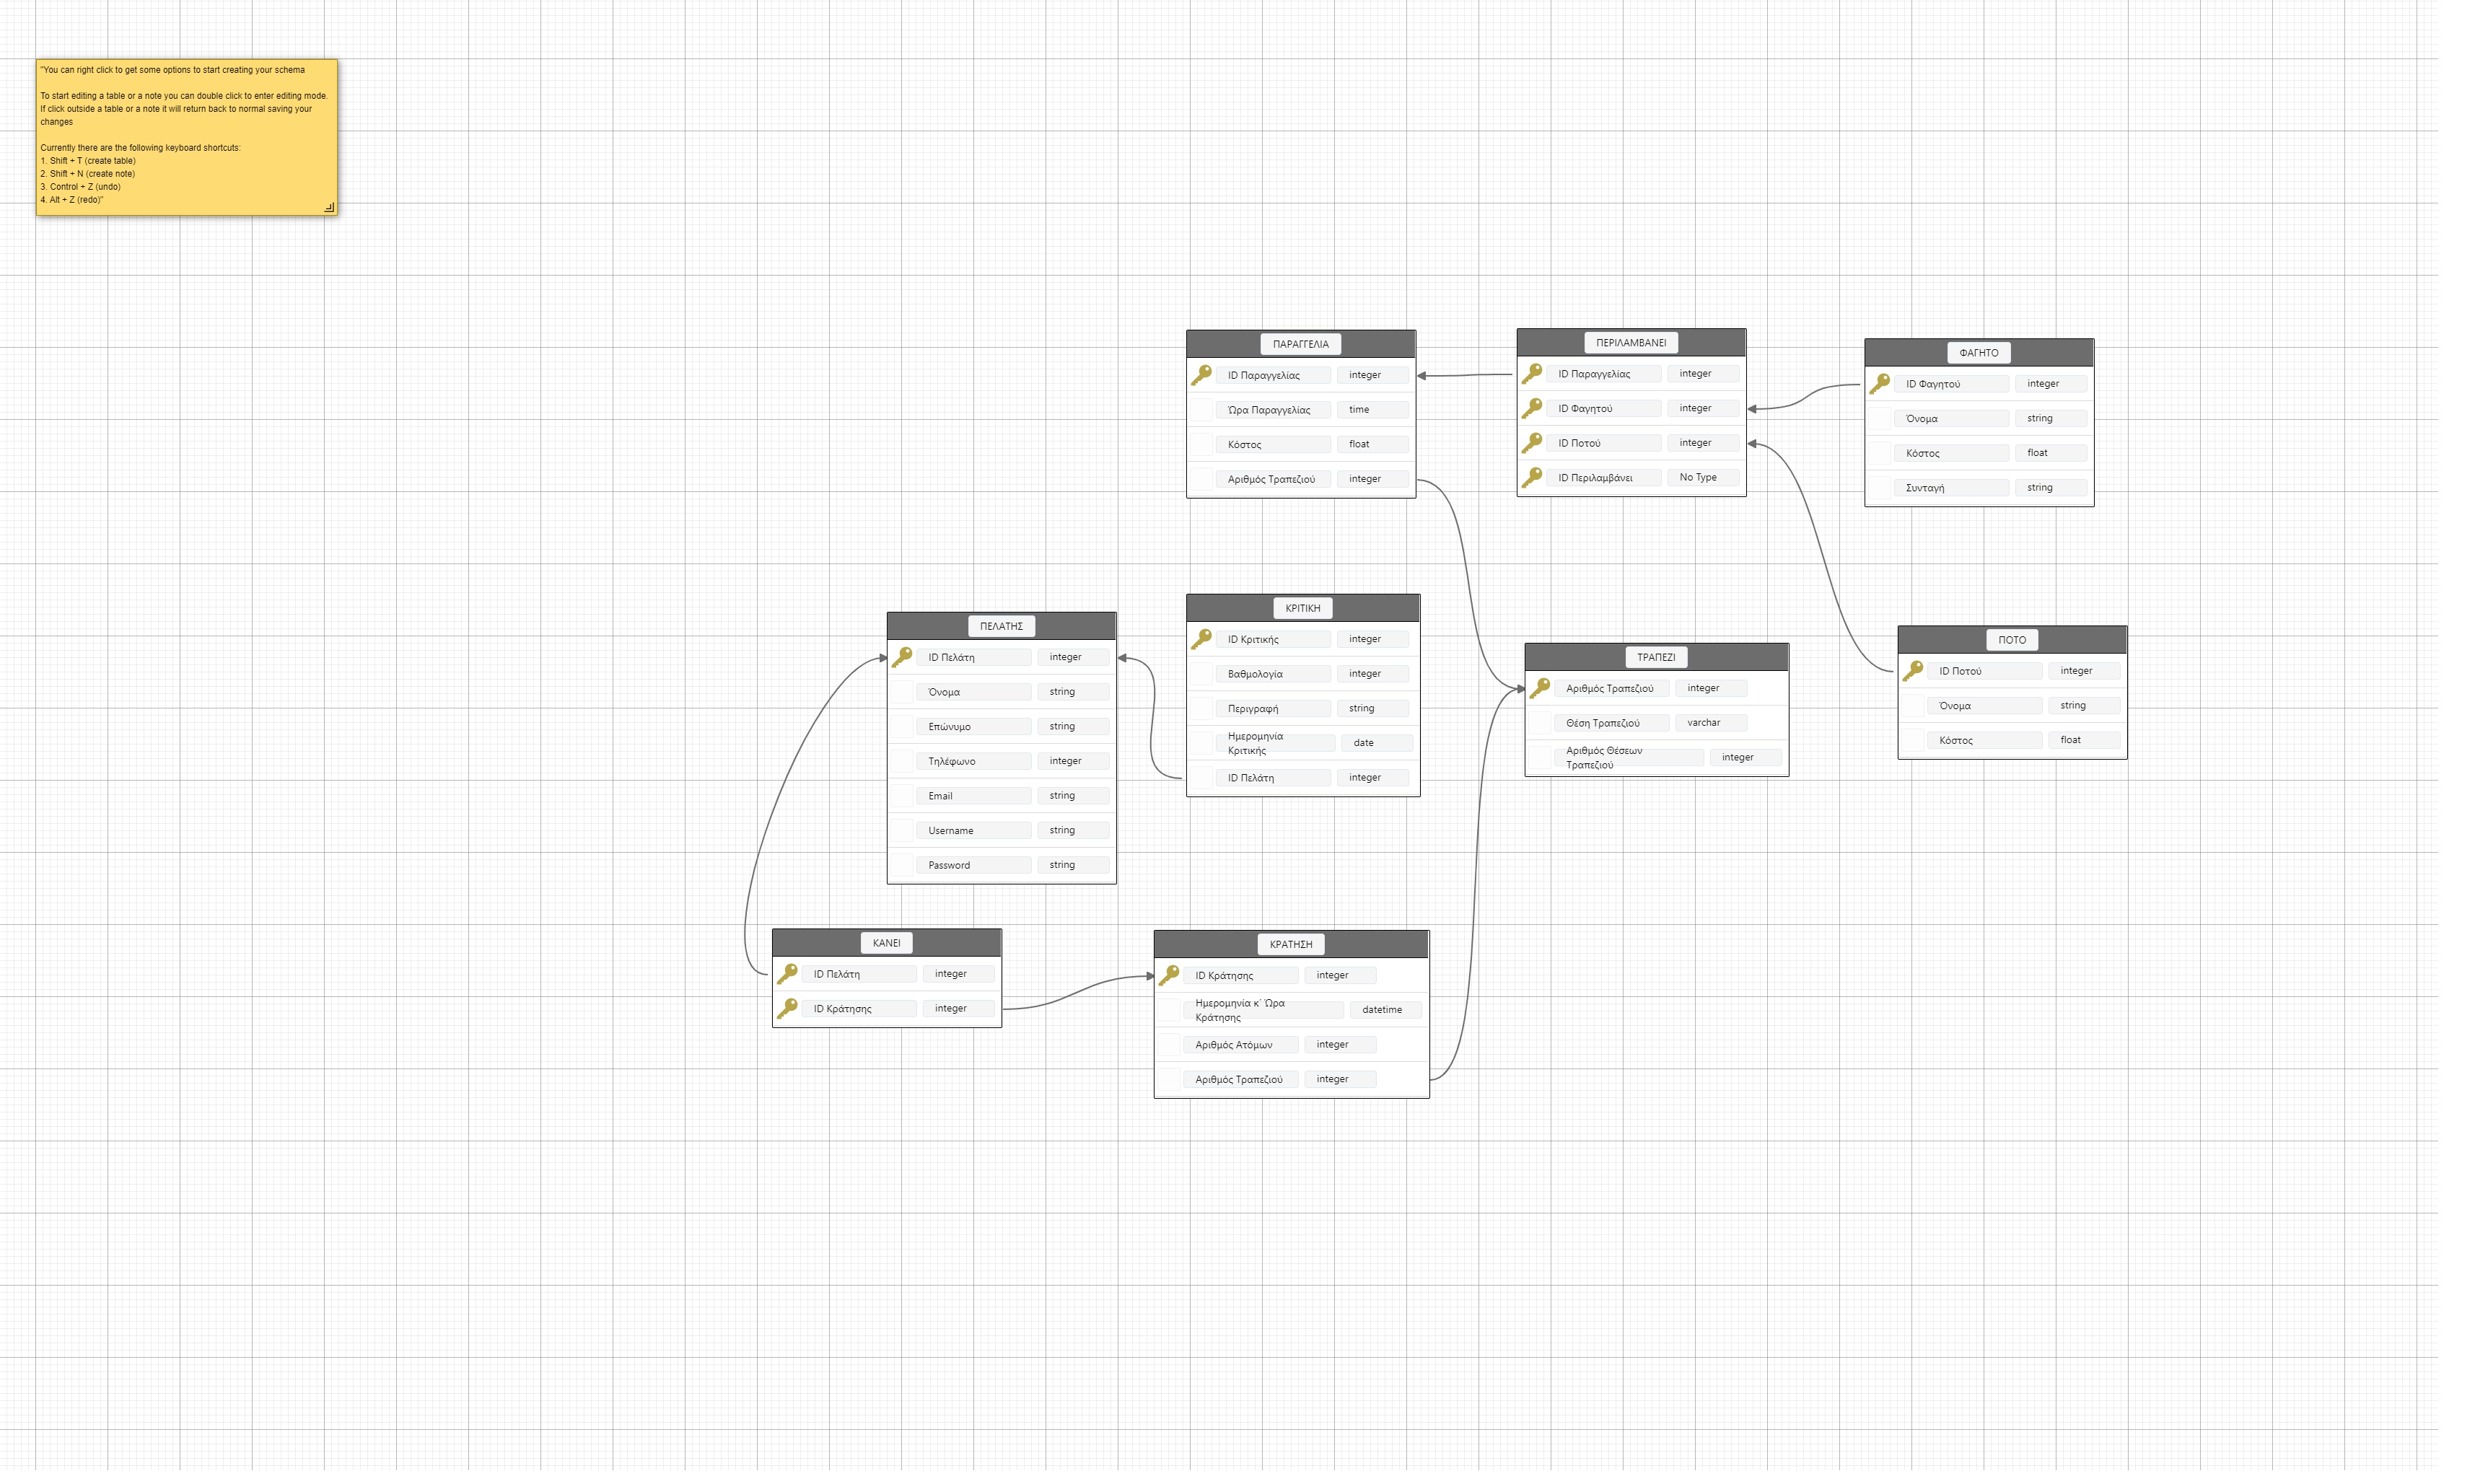 "You can right click to get some options to start creating your schema
To start editing a table or a note you can double click to enter editing mode.
If click outside a table or a note it will return back to normal saving your
changes
Currently there are the following keyboard shortcuts:
1. Shift + T (create table)
2. Shift + N (create note)
3. Control + Z (undo)
4. Alt + Z (redo)"
ΠΑΡΑΓΓΕΛΙΑ
ID Παραγγελίας integer
Ώρα Παραγγελίας time
Κόστος float
Αριθμός Τραπεζιού integer
ΠΕΡΙΛΑΜΒΑΝΕΙ
ID Παραγγελίας integer
ID Φαγητού integer
ID Ποτού integer
ID Περιλαμβάνει No Type
ΦΑΓΗΤΟ
ID Φαγητού integer
Όνομα string
Κόστος float
Συνταγή string
ΠΕΛΑΤΗΣ
ID Πελάτη integer
Όνομα string
Επώνυμο string
Τηλέφωνο integer
Email string
Username string
Password string
ΚΡΙΤΙΚΗ
ID Κριτικής integer
Βαθμολογία integer
Περιγραφή string
Ημερομηνία
Κριτικής date
ID Πελάτη integer
ΤΡΑΠΕΖΙ
Αριθμός Τραπεζιού integer
Θέση Τραπεζιού varchar
Αριθμός Θέσεων
Τραπεζιού integer
ΠΟΤΟ
ID Ποτού integer
Όνομα string
Κόστος float
ΚΑΝΕΙ
ID Πελάτη integer
ID Κράτησης integer
ΚΡΑΤΗΣΗ
ID Κράτησης integer
Ημερομηνία κ΄ Ώρα
Κράτησης datetime
Αριθμός Ατόμων integer
Αριθμός Τραπεζιού integer